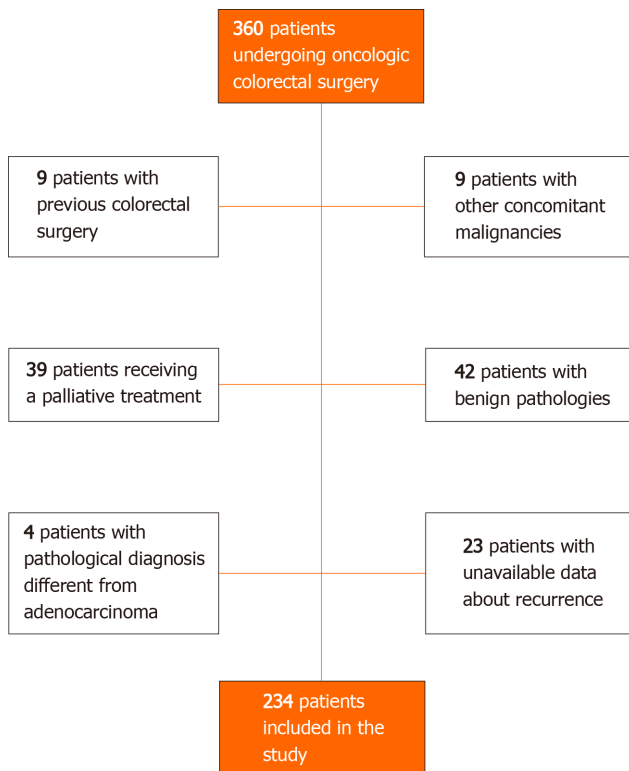 360 patients
undergoing oncologic
colorectal surgery
9 patients with
previous colorectal
surgery
9 patients with
other concomitant
malignancies
39 patients receiving
a palliative treatment
42 patients with
benign pathologies
4 patients with
pathological diagnosis
different from
adenocarcinoma
23 patients with
unavailable data
about recurrence
234 patients
included in the
study